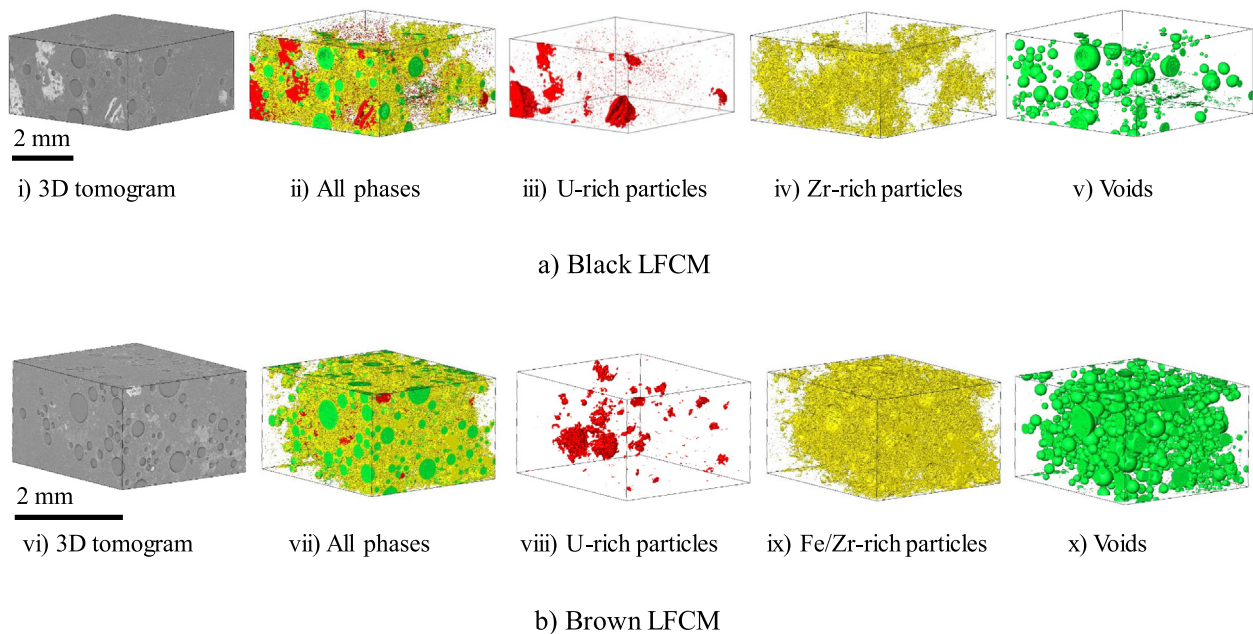 2 mm
i) 3D tomogram
ii) All phases
iii) U-rich particles
iv) Zr-rich particles
v) Voids
a) Black LFCM
2 mm
vi) 3D tomogram
vii) All phases
viii) U-rich particles
ix) Fe/Zr-rich particles
x) Voids
b) Brown LFCM